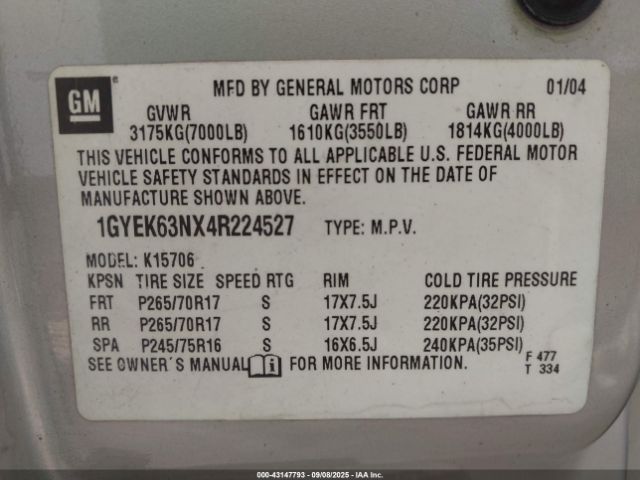 GM®
MFD BY GENERAL MOTORS CORP 01/04
GVWR GAWR FRT GAWR RR
3175KG(7000LB) 1610KG(3550LB) 1814KG(4000LB)
THIS VEHICLE CONFORMS TO ALL APPLICABLE U.S. FEDERAL MOTOR
VEHICLE SAFETY STANDARDS IN EFFECT ON THE DATE OF
MANUFACTURE SHOWN ABOVE.
1GYEK63NX4R224527 TYPE: M.P.V.
MODEL: K15706
KPSN TIRE SIZE SPEED RTG RIM COLD TIRE PRESSURE
FRT P265/70R17 S 17X7.5J 220KPA(32PSI)
RR P265/70R17 S 17X7.5J 220KPA(32PSI)
SPA P245/75R16 S 16X6.5J 240KPA(35PSI)
SEE OWNER'S MANUAL i FOR MORE INFORMATION.
F 477
T 334
000-43147793 - 09/08/2025 - IAA Inc.